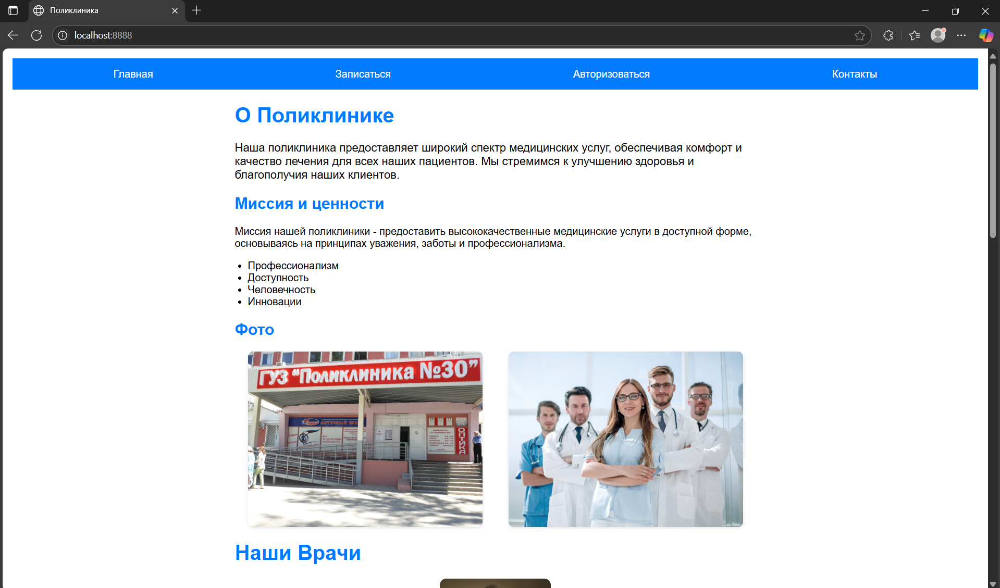 Поликлиника
localhost:8888
Главная Записаться Авторизоваться Контакты
О Поликлинике
Наша поликлиника предоставляет широкий спектр медицинских услуг, обеспечивая комфорт и
качество лечения для всех наших пациентов. Мы стремимся к улучшению здоровья и
благополучия наших клиентов.
Миссия и ценности
Миссия нашей поликлиники - предоставить высококачественные медицинские услуги в доступной форме,
основываясь на принципах уважения, заботы и профессионализма.
Профессионализм
Доступность
Человечность
Инновации
Фото
ГУЗ “Поликлиника №30”
ОПТИКА
Наши Врачи